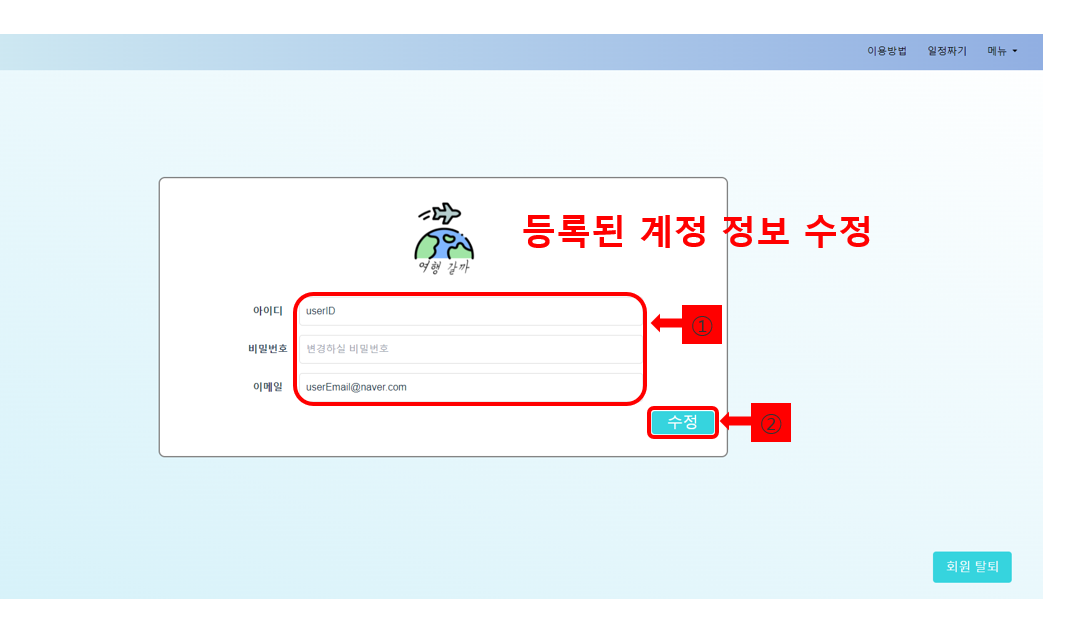 이용방법 일정짜기 메뉴
등록된 계정 정보 수정
여행 갈까
아이디 userID
①
비밀번호 변경하실 비밀번호
이메일 userEmail@naver.com
수정 ②
회원 탈퇴